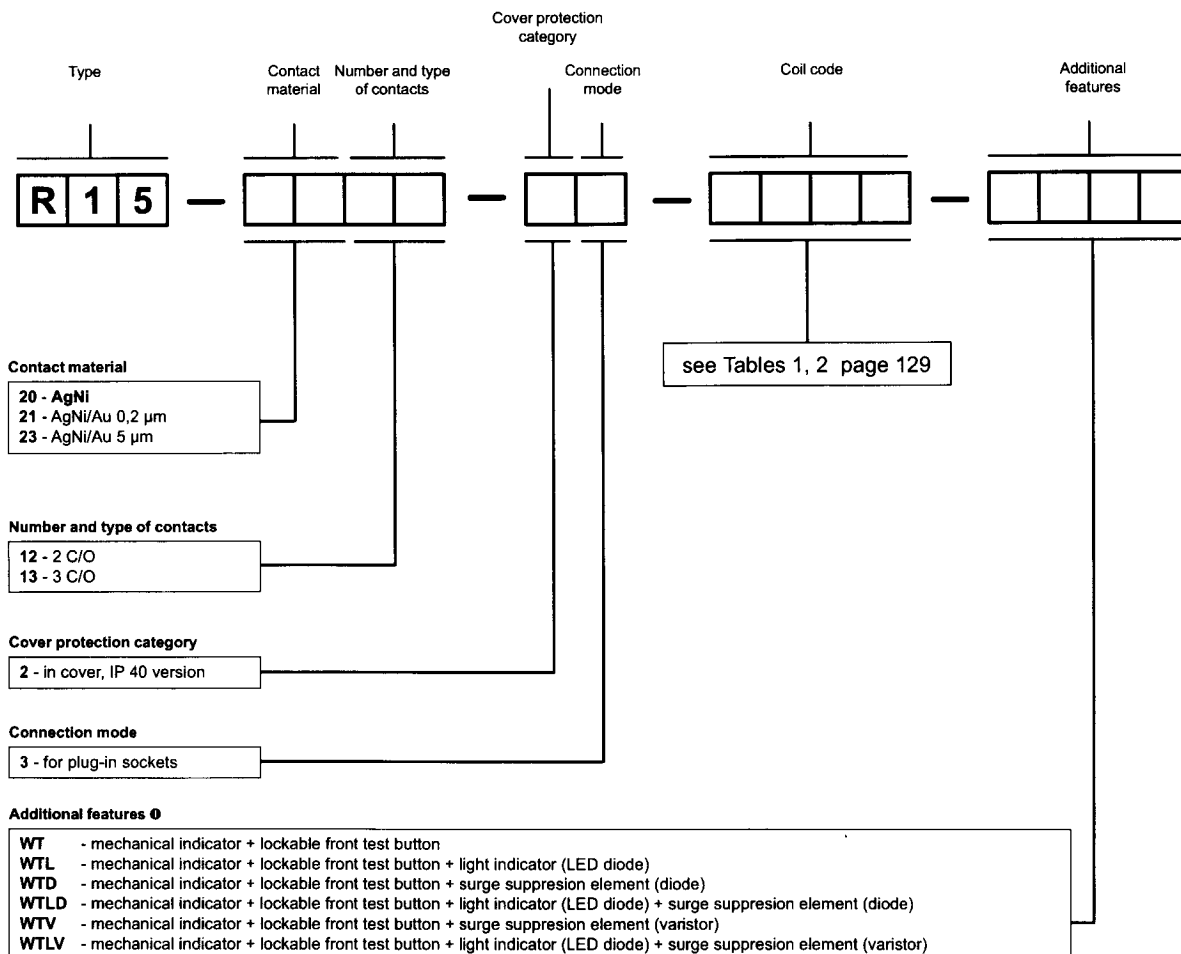 Cover protection
category
Type
Contact
material
Number and type
of contacts
Connection
mode
Coil code
Additional
features
R 1 5 — — — —
see Tables 1, 2 page 129
Contact material
20 - AgNi
21 - AgNi/Au 0,2 µm
23 - AgNi/Au 5 µm
Number and type of contacts
12 - 2 C/O
13 - 3 C/O
Cover protection category
2 - in cover, IP 40 version
Connection mode
3 - for plug-in sockets
Additional features ❶
WT - mechanical indicator + lockable front test button
WTL - mechanical indicator + lockable front test button + light indicator (LED diode)
WTD - mechanical indicator + lockable front test button + surge suppresion element (diode)
WTLD - mechanical indicator + lockable front test button + light indicator (LED diode) + surge suppresion element (diode)
WTV - mechanical indicator + lockable front test button + surge suppresion element (varistor)
WTLV - mechanical indicator + lockable front test button + light indicator (LED diode) + surge suppresion element (varistor)